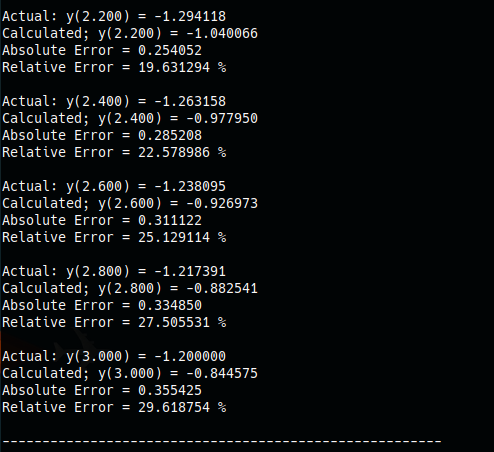 Actual: y(2.200) = -1.294118
Calculated; y(2.200) = -1.040066
Absolute Error = 0.254052
Relative Error = 19.631294 %
Actual: y(2.400) = -1.263158
Calculated; y(2.400) = -0.977950
Absolute Error = 0.285208
Relative Error = 22.578986 %
Actual: y(2.600) = -1.238095
Calculated; y(2.600) = -0.926973
Absolute Error = 0.311122
Relative Error = 25.129114 %
Actual: y(2.800) = -1.217391
Calculated; y(2.800) = -0.882541
Absolute Error = 0.334850
Relative Error = 27.505531 %
Actual: y(3.000) = -1.200000
Calculated; y(3.000) = -0.844575
Absolute Error = 0.355425
Relative Error = 29.618754 %
-------------------------------------------------------